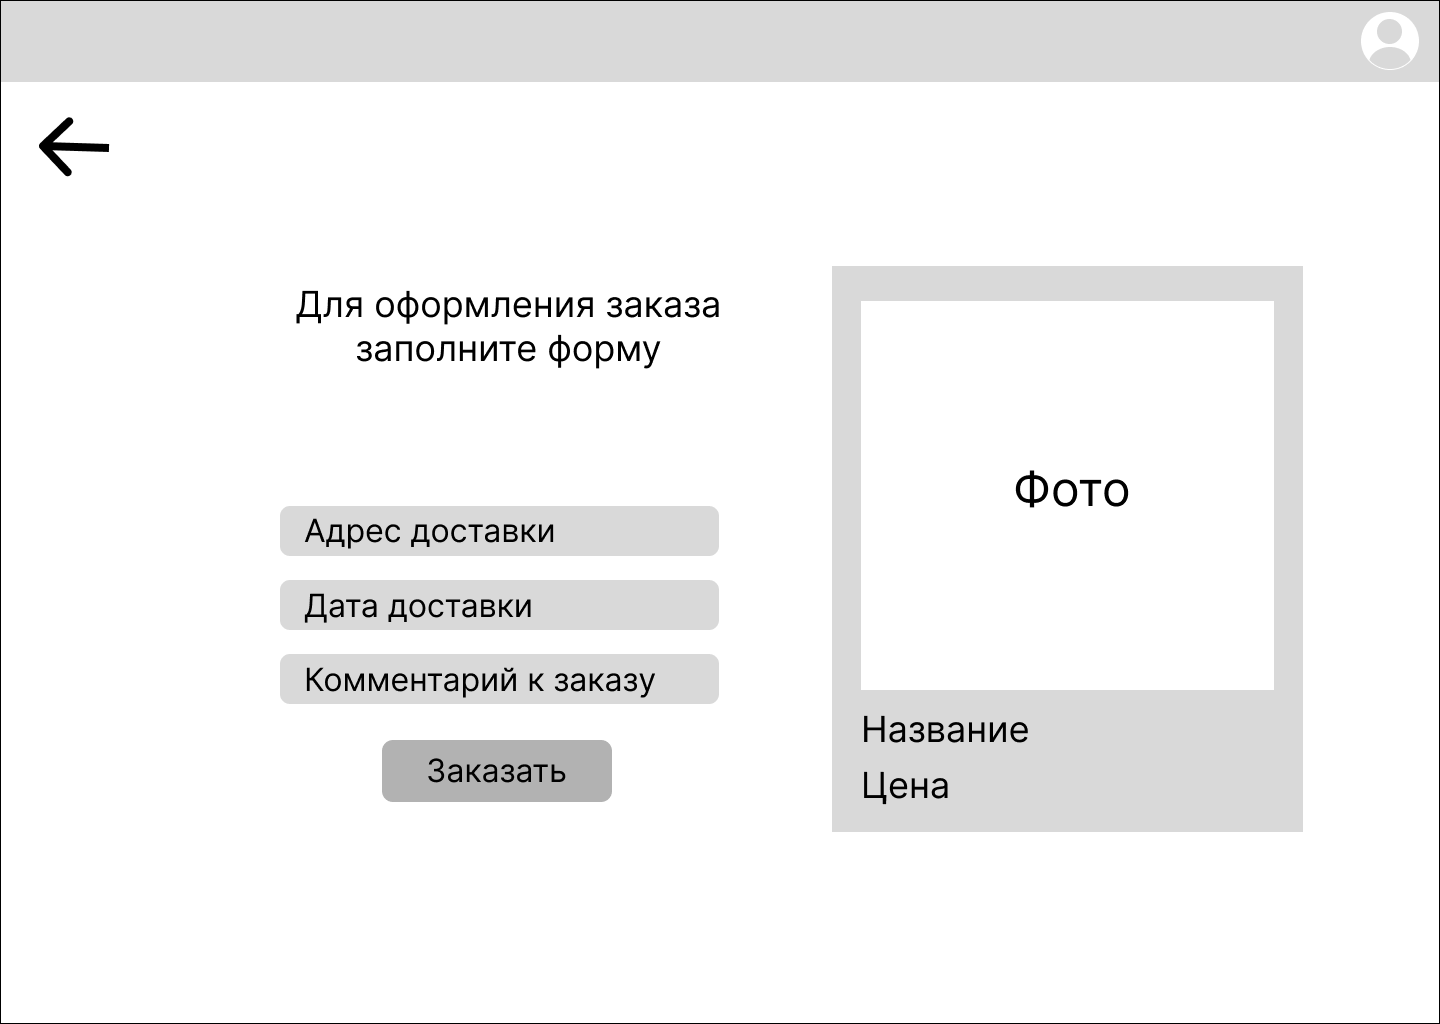 Для оформления заказа
заполните форму
Адрес доставки
Дата доставки
Комментарий к заказу
Заказать
Фото
Название
Цена